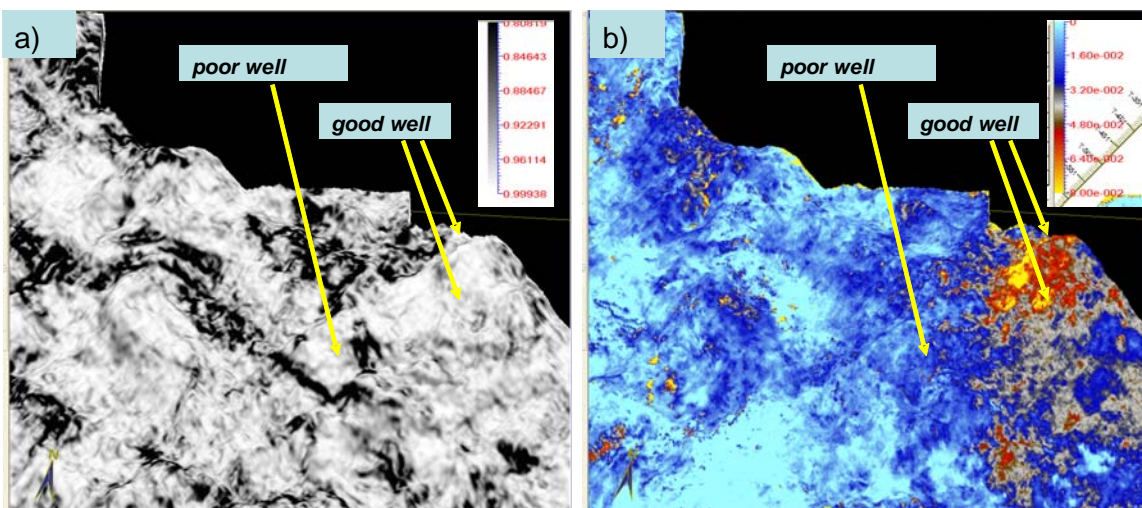 a)
poor well
good well
0.80819
0.84643
0.88467
0.92291
0.96114
0.99938
N
b)
poor well
good well
0
1.60e-002
3.20e-002
4.80e-002
6.40e-002
8.00e-002
N